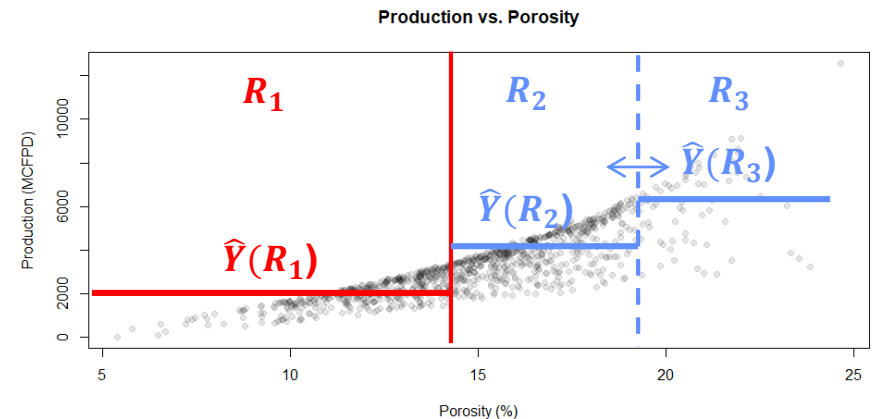 Production vs. Porosity
R₁
R₂
R₃
Ŷ(R₁)
Ŷ(R₂)
Ŷ(R₃)
Production (MCFPD)
0
2000
6000
10000
5
10
15
20
25
Porosity (%)